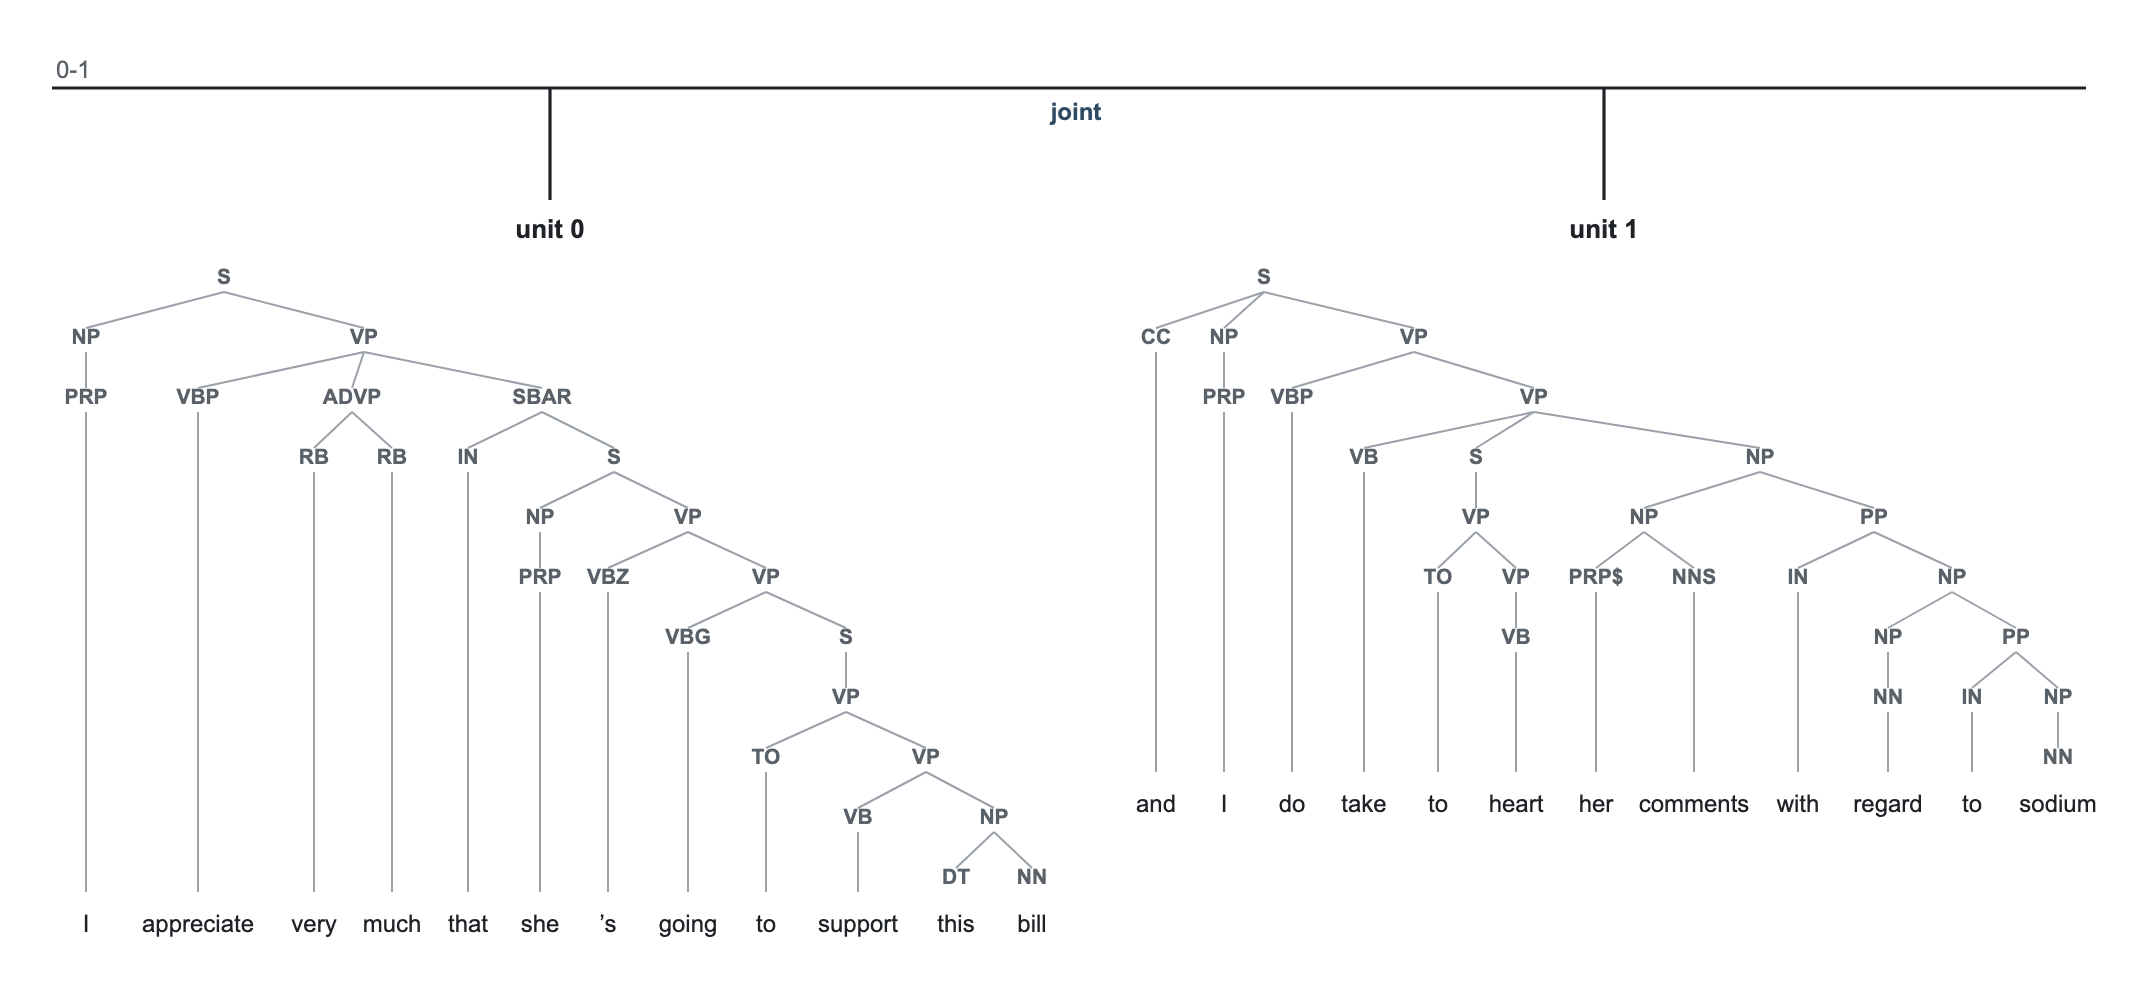 0-1
joint
unit 0 unit 1
S S
NP VP CC NP VP
PRP VBP ADVP SBAR PRP VBP VP
RB RB IN S VB S NP
NP VP VP NP PP
PRP VBZ VP TO VP PRP$ NNS IN NP
VBG S VB NP PP
VP NN IN NP
TO VP NN
and I do take to heart her comments with regard to sodium
VB NP
DT NN
I appreciate very much that she ’s going to support this bill